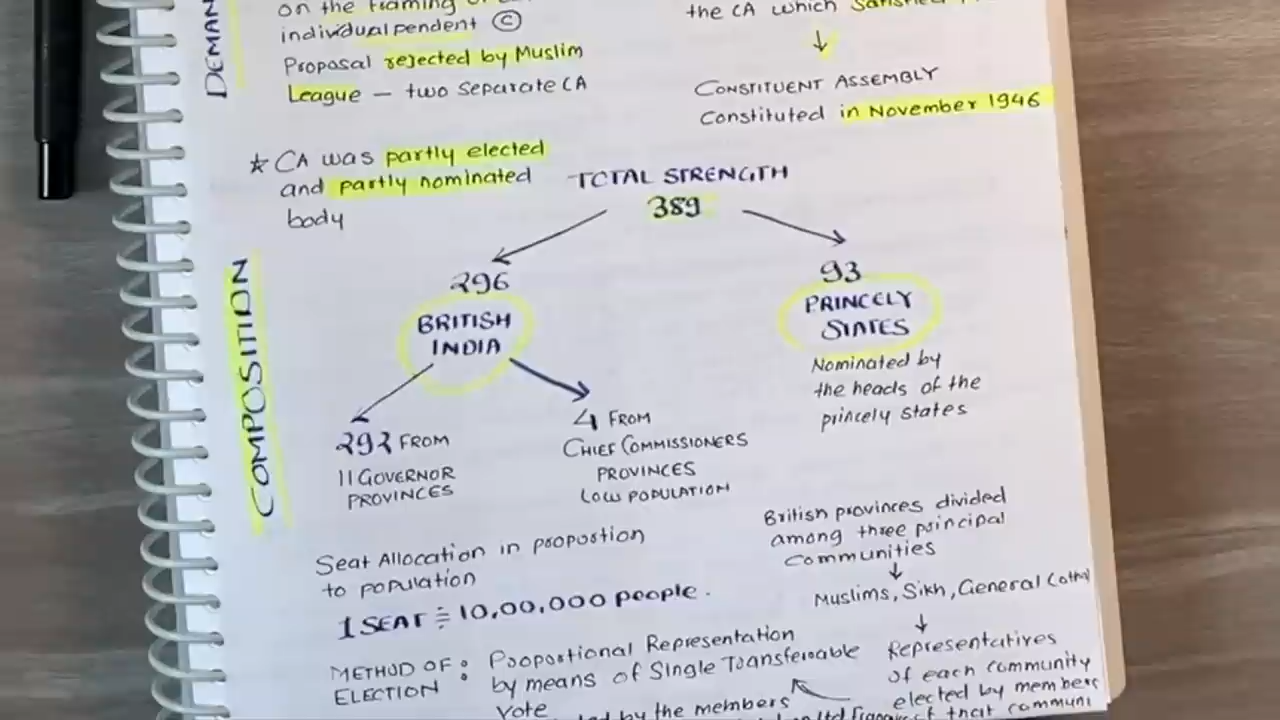 DEMAN
on the framing of
individualpendent ©
Proposal rejected by Muslim
League – two separate CA
the CA which Satisfied
↓
CONSTITUENT ASSEMBLY
Constituted in November 1946
★ CA was partly elected
and partly nominated
body
TOTAL STRENGTH
389
COMPOSITION
296
BRITISH
INDIA
93
PRINCELY
STATES
Nominated by
the heads of the
princely states
292 FROM
11 GOVERNOR
PROVINCES
4 FROM
CHIEF COMMISSIONERS
PROVINCES
LOW POPULATION
Seat Allocation in proportion
to population
1 SEAT ≑ 10,00,000 people.
British provinces divided
among three principal
Communities
↓
Muslims, Sikh, General
↓
Representatives
of each community
elected by members
of that communi
METHOD OF :
ELECTION :
Proportional Representation
by means of Single Transferable
Vote
by the members